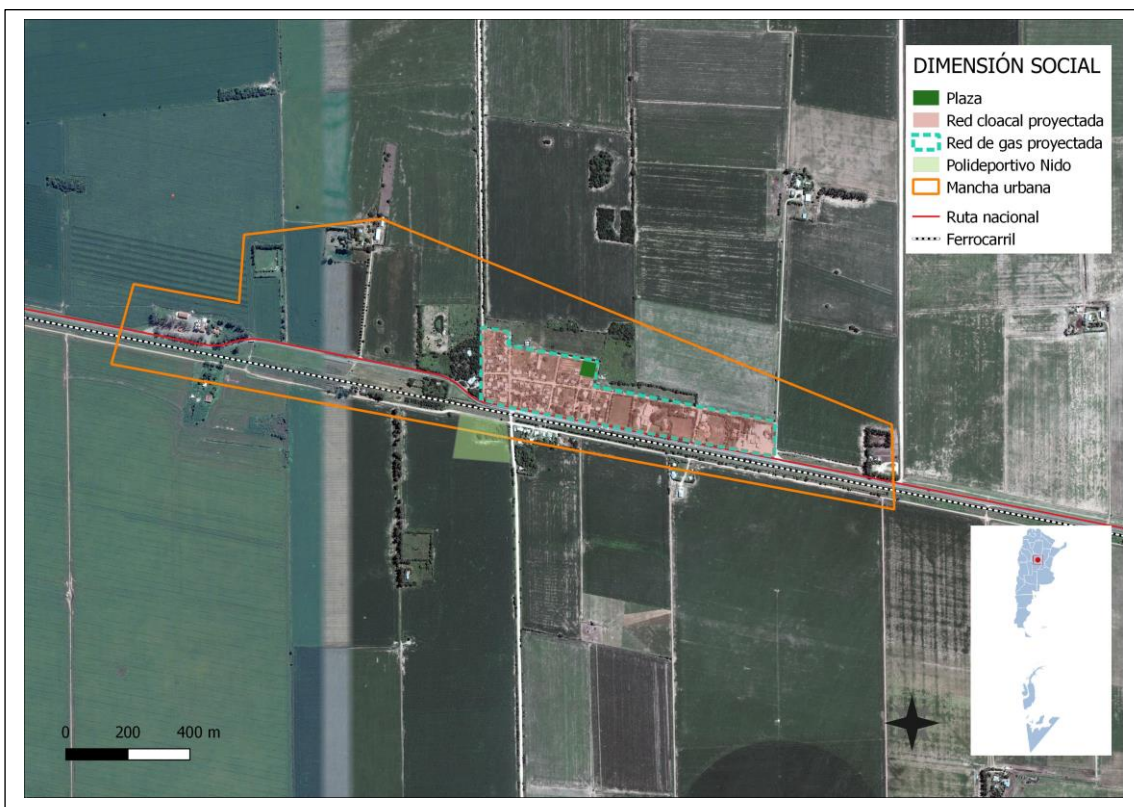 DIMENSIÓN SOCIAL
Plaza
Red cloacal proyectada
Red de gas proyectada
Polideportivo Nido
Mancha urbana
Ruta nacional
Ferrocarril
0 200 400 m